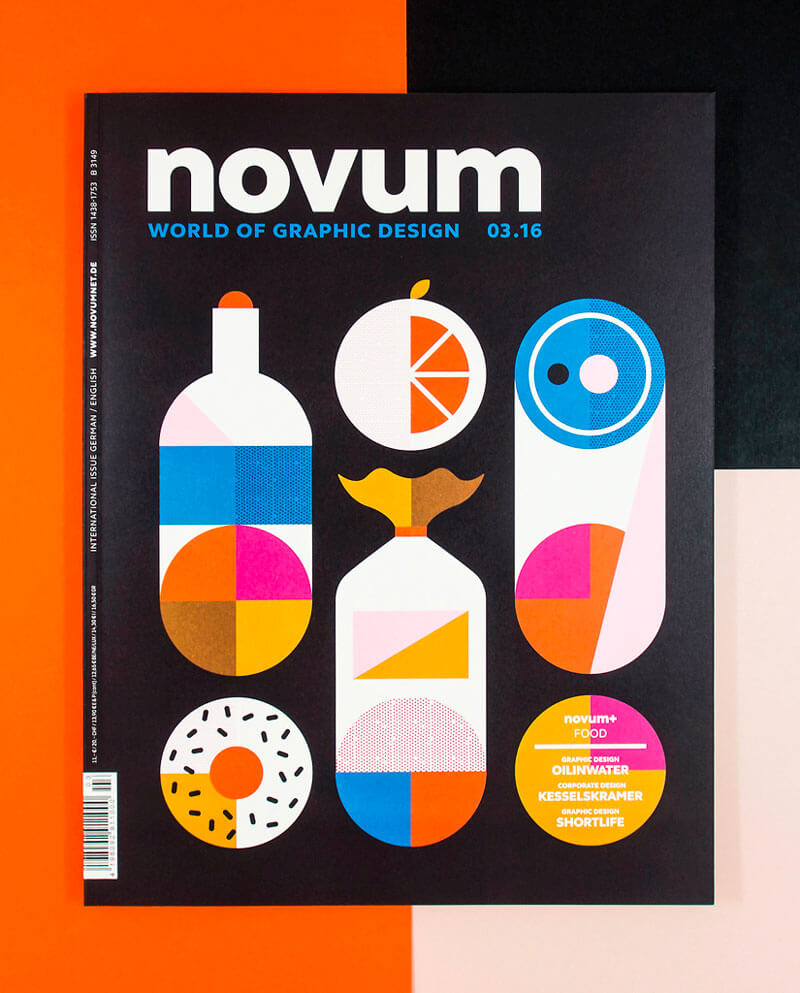 novum
WORLD OF GRAPHIC DESIGN 03.16
ISSN 1438-1753 B 3149
WWW.NOVUMNET.DE
INTERNATIONAL ISSUE GERMAN / ENGLISH
novum+
FOOD
GRAPHIC DESIGN
OILINWATER
CORPORATE DESIGN
KESSELSKRAMER
GRAPHIC DESIGN
SHORTLIFE